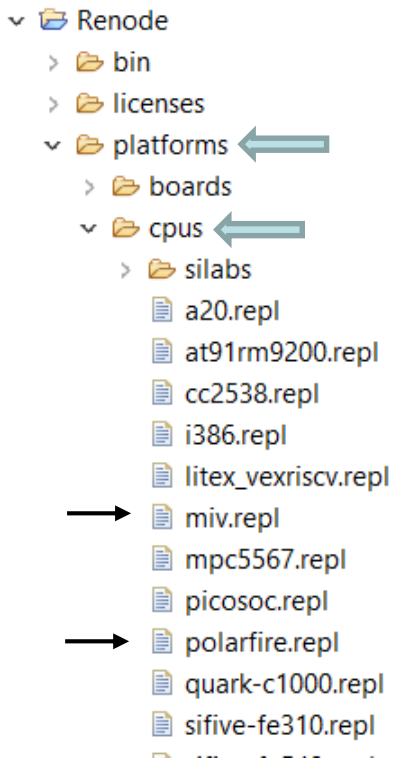 Renode
bin
licenses
platforms
boards
cpus
silabs
a20.repl
at91rm9200.repl
cc2538.repl
i386.repl
litex_vexriscv.repl
miv.repl
mpc5567.repl
picosoc.repl
polarfire.repl
quark-c1000.repl
sifive-fe310.repl